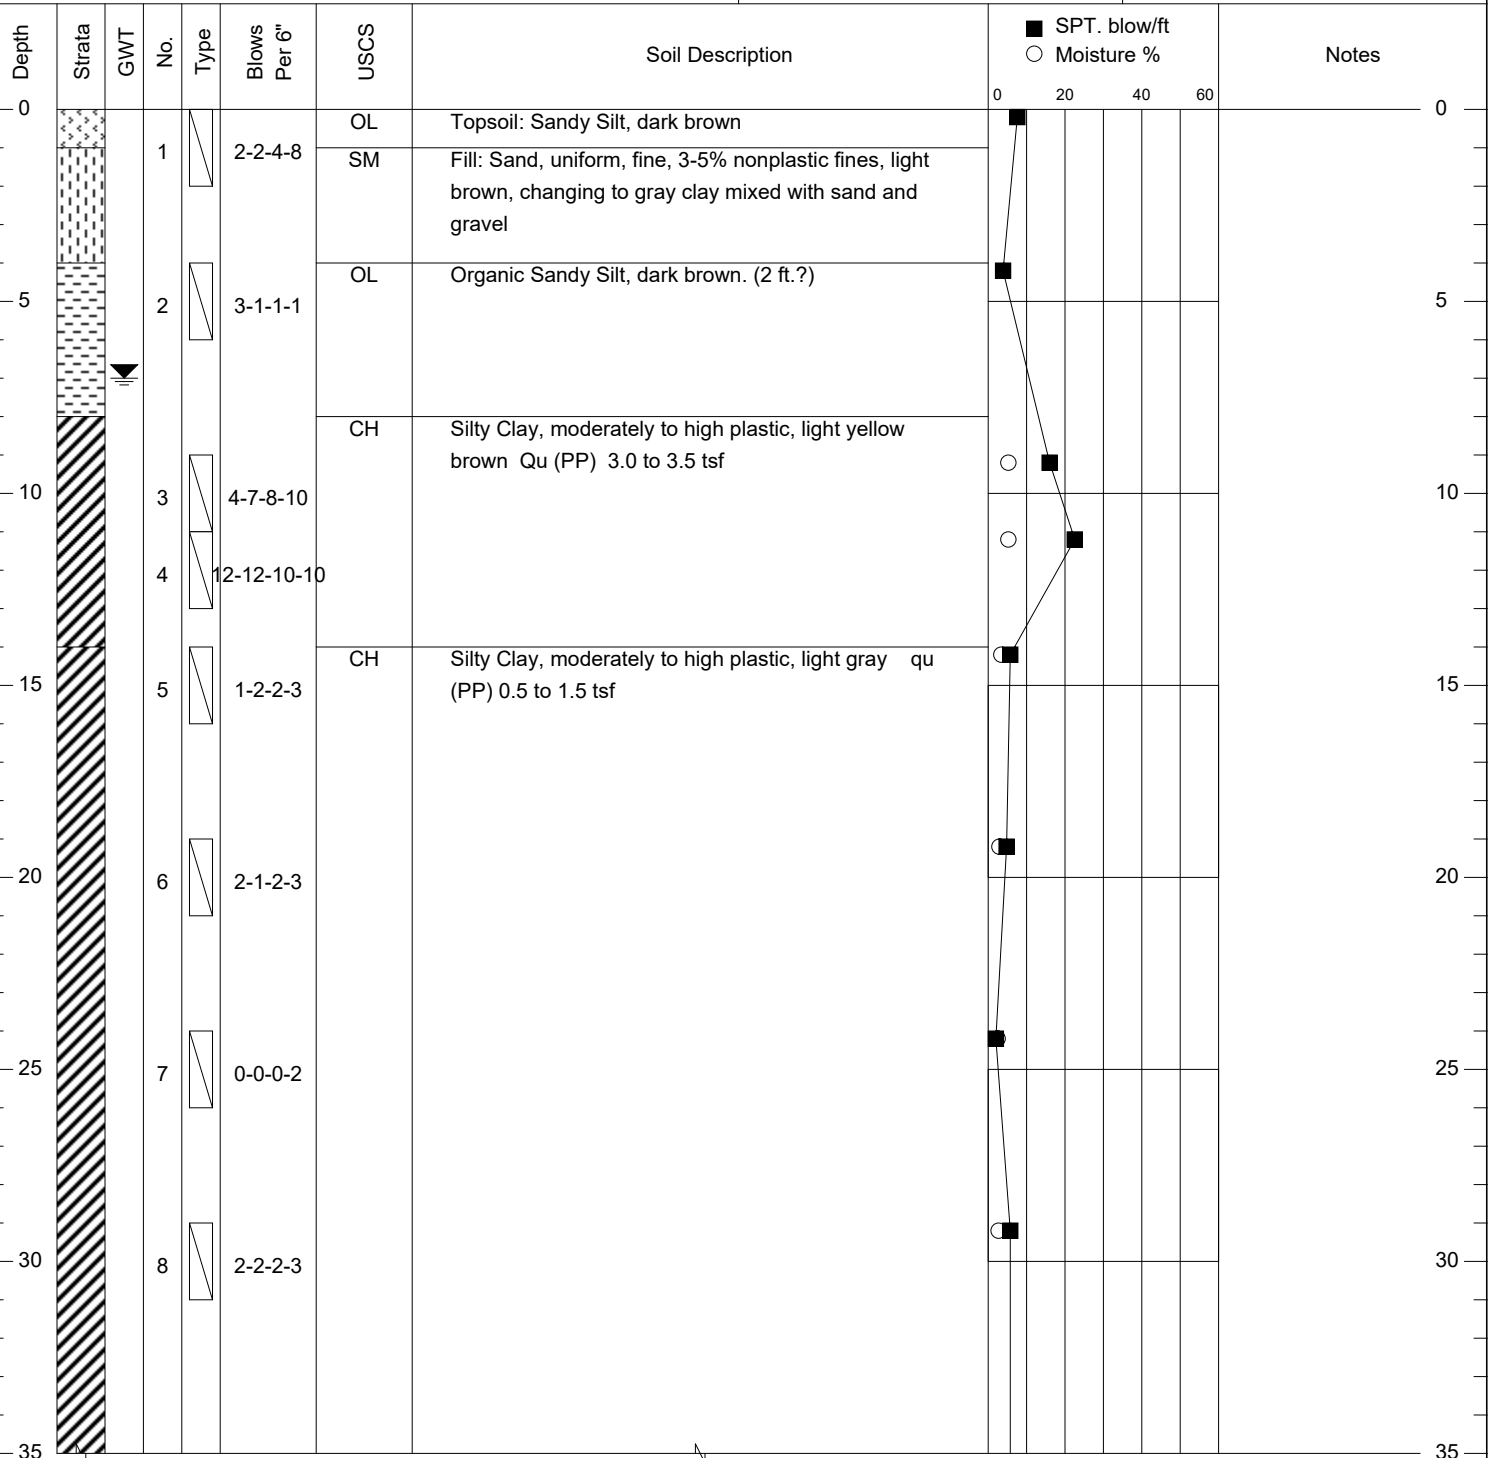 Depth
Strata
GWT
No.
Type
Blows
Per 6"
USCS
Soil Description
SPT. blow/ft
Moisture %
0 20 40 60
Notes
0 0
OL Topsoil: Sandy Silt, dark brown
1 2-2-4-8
SM Fill: Sand, uniform, fine, 3-5% nonplastic fines, light
brown, changing to gray clay mixed with sand and
gravel
OL Organic Sandy Silt, dark brown. (2 ft.?)
5 2 3-1-1-1 5
CH Silty Clay, moderately to high plastic, light yellow
brown Qu (PP) 3.0 to 3.5 tsf
10 3 4-7-8-10 10
4 12-12-10-10
CH Silty Clay, moderately to high plastic, light gray qu
(PP) 0.5 to 1.5 tsf
15 5 1-2-2-3 15
20 6 2-1-2-3 20
25 7 0-0-0-2 25
30 8 2-2-2-3 30
35 35